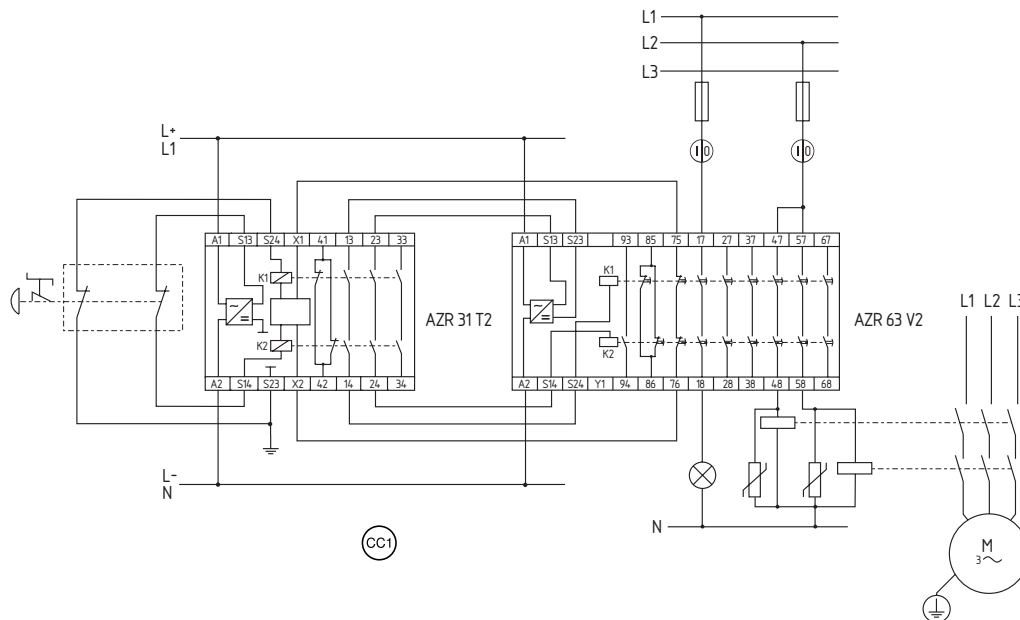 L1
L2
L3
I 0 I 0
L+
L1
A1 S13 S24 X1 41 13 23 33
A1 S13 S23 93 85 75 17 27 37 47 57 67
K1
K2
AZR 31 T2
K1
K2
AZR 63 V2
L1 L2 L3
A2 S14 S23 X2 42 14 24 34
A2 S14 S24 Y1 94 86 76 18 28 38 48 58 68
L-
N
N
CC1
M
3